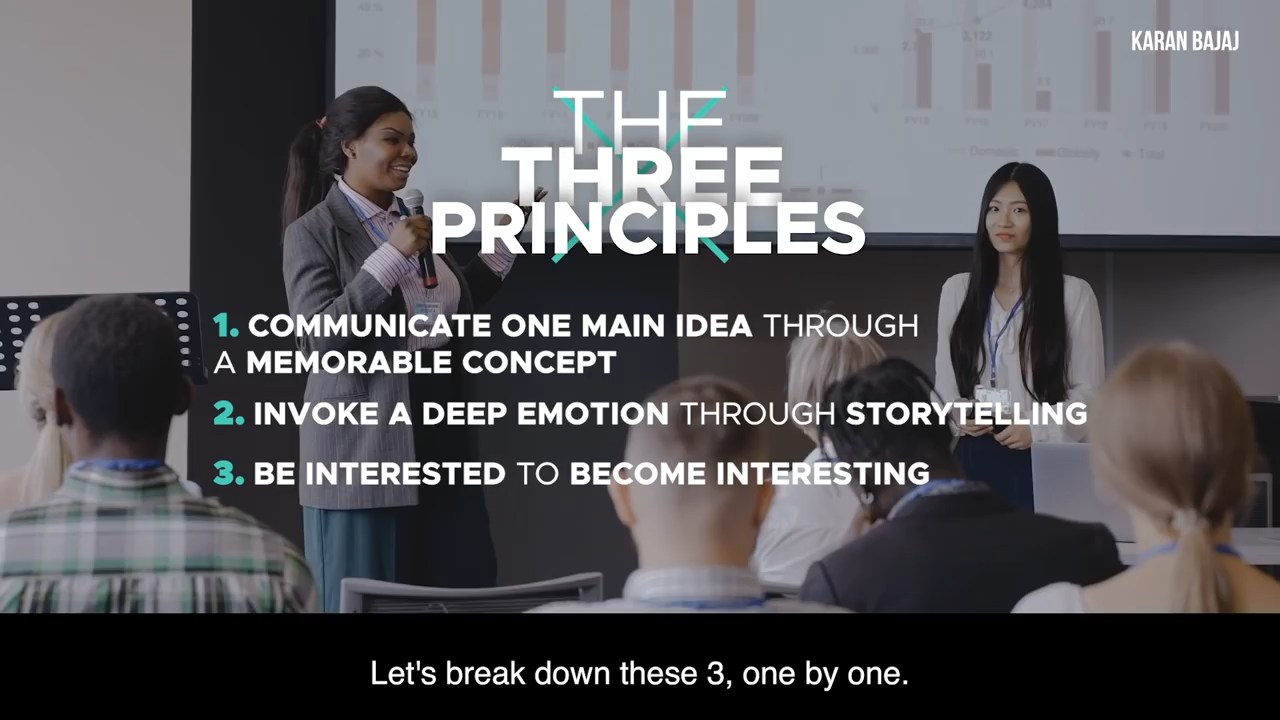 KARAN BAJAJ
THE
THREE
PRINCIPLES
1. COMMUNICATE ONE MAIN IDEA THROUGH
A MEMORABLE CONCEPT
2. INVOKE A DEEP EMOTION THROUGH STORYTELLING
3. BE INTERESTED TO BECOME INTERESTING
Let's break down these 3, one by one.